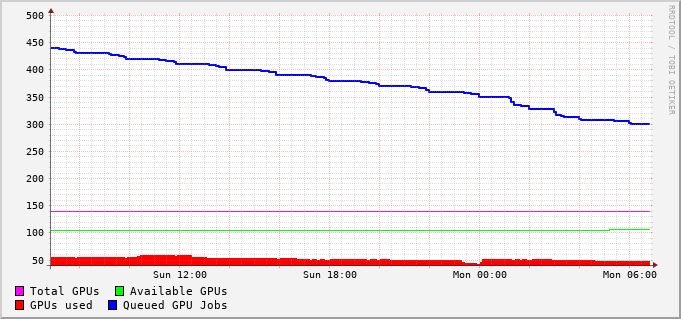 500
450
400
350
300
250
200
150
100
50
Sun 12:00 Sun 18:00 Mon 00:00 Mon 06:00
Total GPUs Available GPUs
GPUs used Queued GPU Jobs
RRDTOOL / TOBI OETIKER